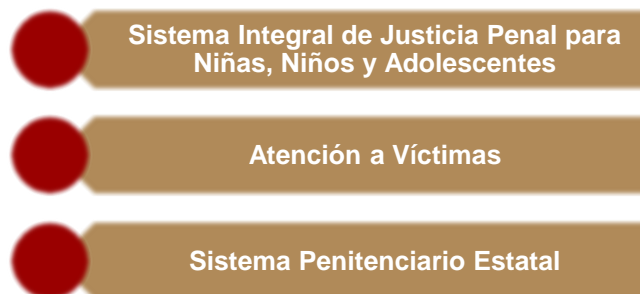 Sistema Integral de Justicia Penal para
Niñas, Niños y Adolescentes
Atención a Víctimas
Sistema Penitenciario Estatal